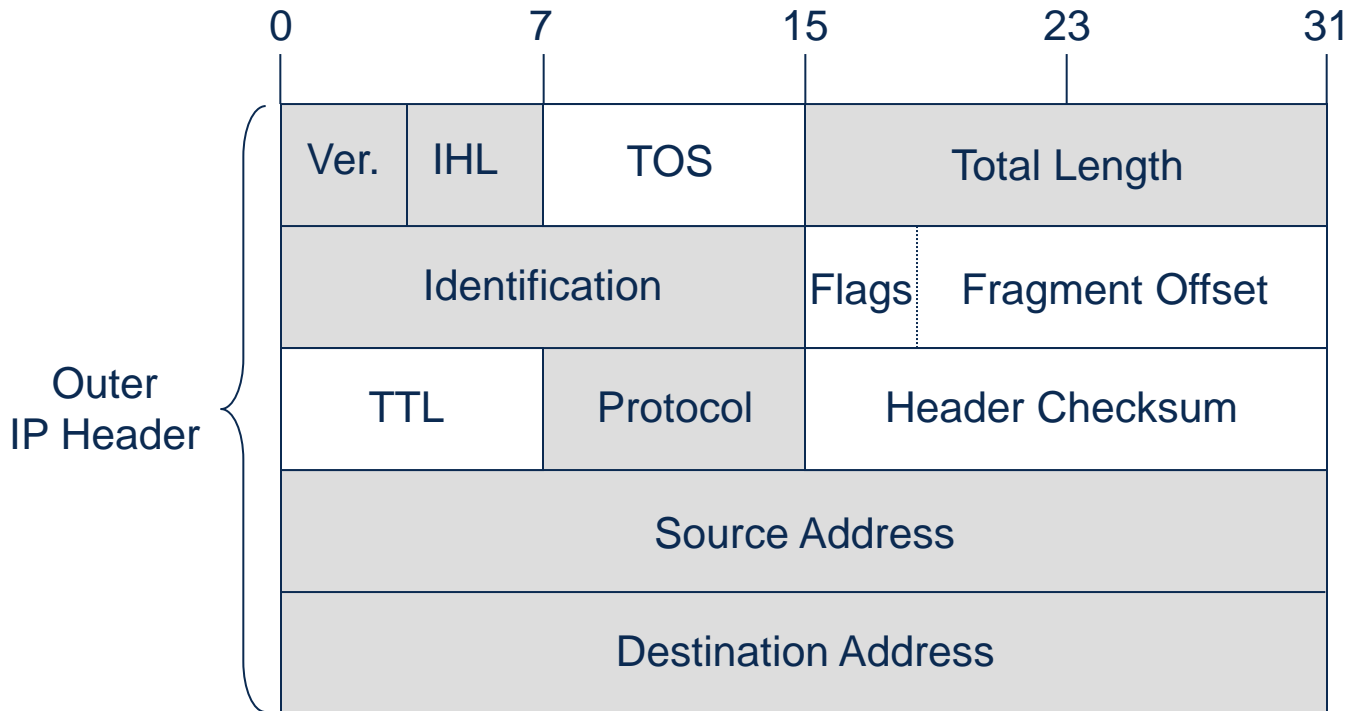 0 7 15 23 31
Ver. IHL TOS Total Length
Identification Flags Fragment Offset
Outer
IP Header
TTL Protocol Header Checksum
Source Address
Destination Address